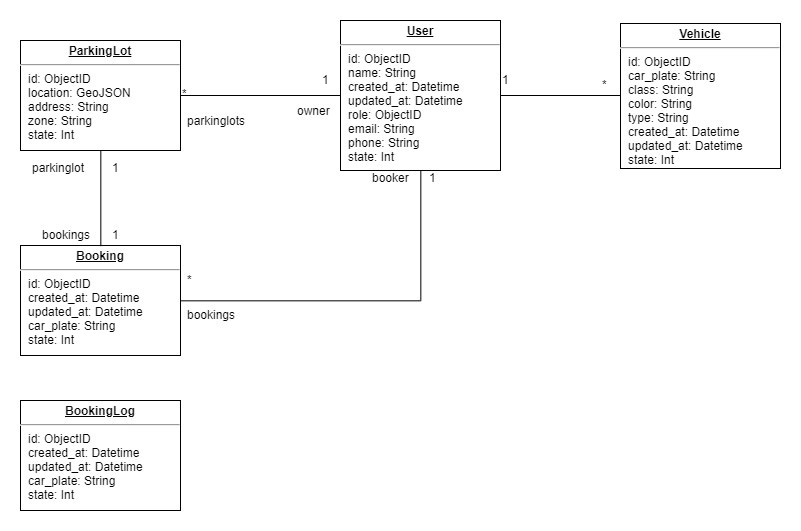 ParkingLot
id: ObjectID
location: GeoJSON
address: String
zone: String
state: Int
*
parkinglots
1
owner
User
id: ObjectID
name: String
created_at: Datetime
updated_at: Datetime
role: ObjectID
email: String
phone: String
state: Int
1
*
Vehicle
id: ObjectID
car_plate: String
class: String
color: String
type: String
created_at: Datetime
updated_at: Datetime
state: Int
parkinglot 1
booker 1
bookings 1
Booking
id: ObjectID
created_at: Datetime
updated_at: Datetime
car_plate: String
state: Int
*
bookings
BookingLog
id: ObjectID
created_at: Datetime
updated_at: Datetime
car_plate: String
state: Int